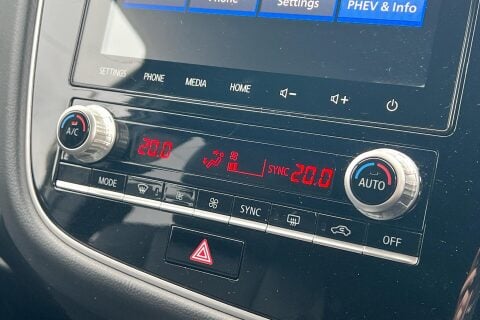 Phone
Settings
PHEV & Info
SETTINGS
PHONE
MEDIA
HOME
A/C
20.0
SYNC
20.0
AUTO
MODE
SYNC
OFF